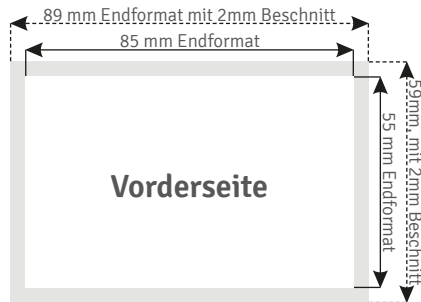 89 mm Endformat mit 2mm Beschnitt
85 mm Endformat
Vorderseite
55 mm Endformat
59mm. mit 2mm Beschnitt